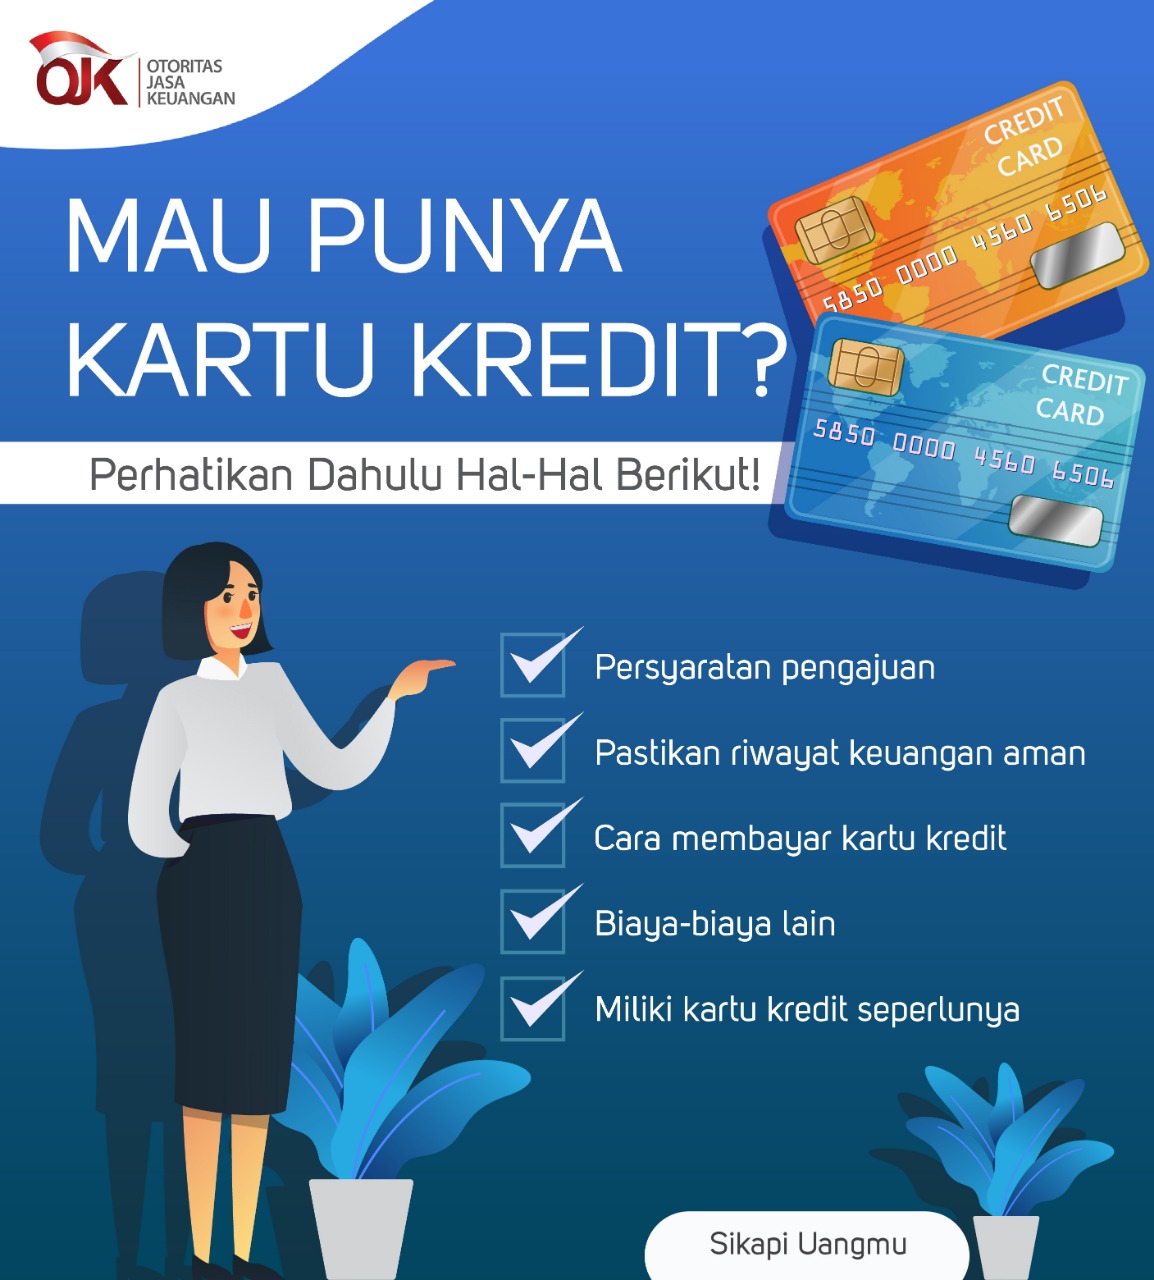 OJK
OTORITAS
JASA
KEUANGAN
MAU PUNYA
KARTU KREDIT?
Perhatikan Dahulu Hal-Hal Berikut!
CREDIT
CARD
5850 0000 4560 6506
CREDIT
CARD
5850 0000 4560 6506
Persyaratan pengajuan
Pastikan riwayat keuangan aman
Cara membayar kartu kredit
Biaya-biaya lain
Miliki kartu kredit seperlunya
Sikapi Uangmu